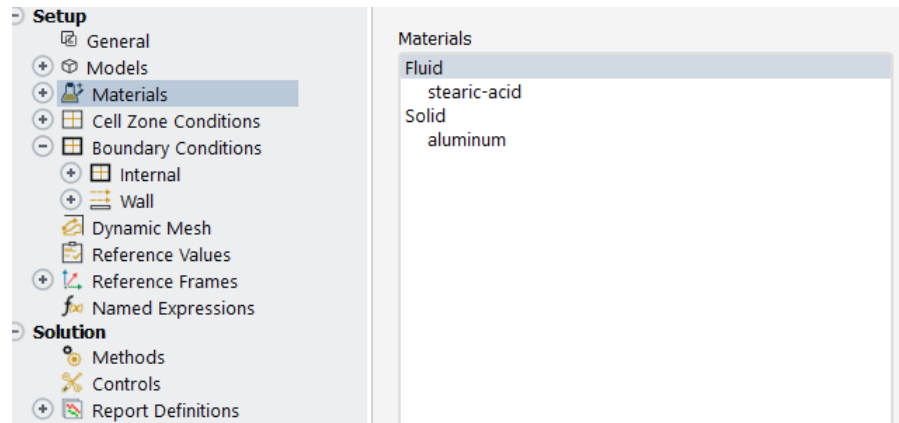 Setup
General
Models
Materials
Cell Zone Conditions
Boundary Conditions
Internal
Wall
Dynamic Mesh
Reference Values
Reference Frames
Named Expressions
Solution
Methods
Controls
Report Definitions
Materials
Fluid
stearic-acid
Solid
aluminum